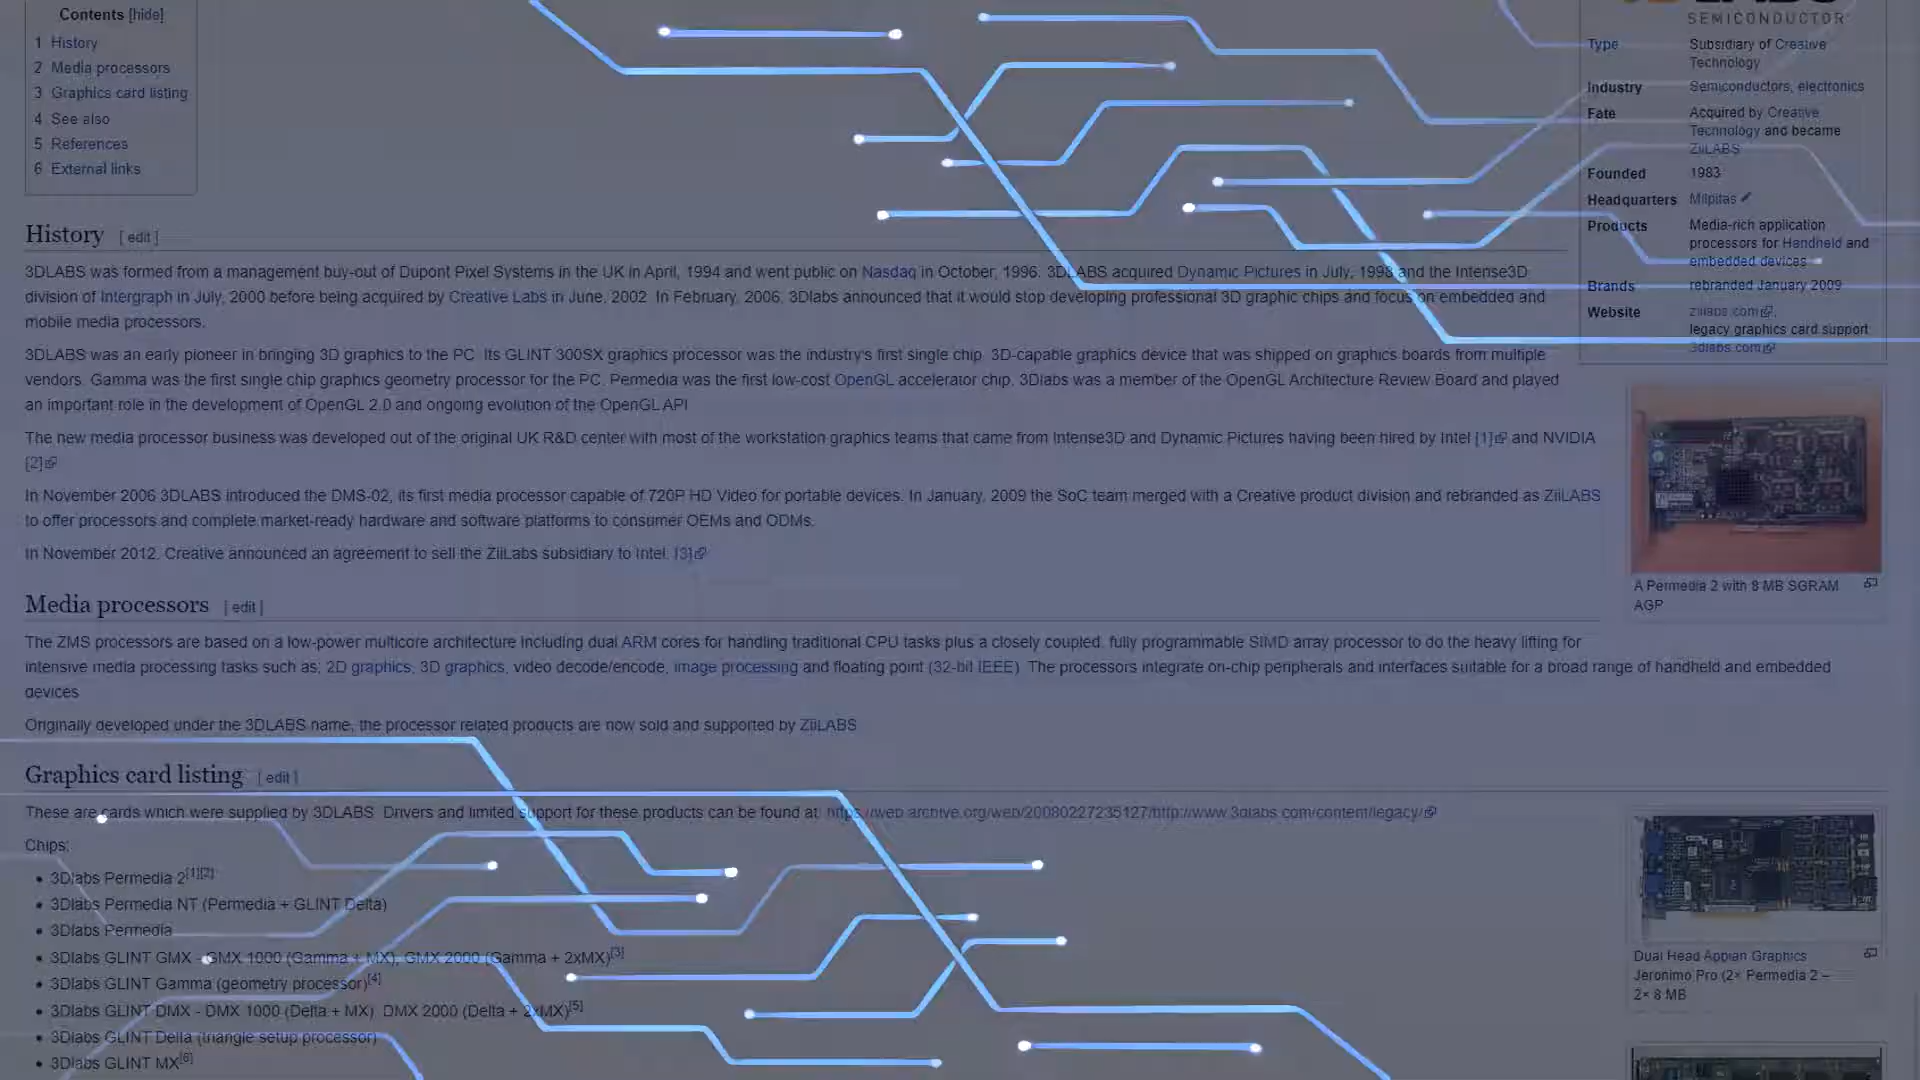 Contents [hide]
1 History
2 Media processors
3 Graphics card listing
4 See also
5 References
6 External links
SEMICONDUCTOR
Type Subsidiary of Creative
Technology
Industry Semiconductors, electronics
Fate Acquired by Creative
Technology and became
ZiiLABS
Founded 1983
Headquarters Milpitas
Products Media-rich application
processors for Handheld and
embedded devices
Brands rebranded January 2009
Website ziilabs.com,
legacy graphics card support
3dlabs.com
History [ edit ]
3DLABS was formed from a management buy-out of Dupont Pixel Systems in the UK in April, 1994 and went public on Nasdaq in October, 1996. 3DLABS acquired Dynamic Pictures in July, 1998 and the Intense3D
division of Intergraph in July, 2000 before being acquired by Creative Labs in June, 2002. In February, 2006, 3Dlabs announced that it would stop developing professional 3D graphic chips and focus on embedded and
mobile media processors.
3DLABS was an early pioneer in bringing 3D graphics to the PC. Its GLINT 300SX graphics processor was the industry's first single chip, 3D-capable graphics device that was shipped on graphics boards from multiple
vendors. Gamma was the first single chip graphics geometry processor for the PC. Permedia was the first low-cost OpenGL accelerator chip. 3Dlabs was a member of the OpenGL Architecture Review Board and played
an important role in the development of OpenGL 2.0 and ongoing evolution of the OpenGL API
The new media processor business was developed out of the original UK R&D center with most of the workstation graphics teams that came from Intense3D and Dynamic Pictures having been hired by Intel [1] and NVIDIA
[2]
In November 2006 3DLABS introduced the DMS-02, its first media processor capable of 720P HD Video for portable devices. In January, 2009 the SoC team merged with a Creative product division and rebranded as ZiiLABS
to offer processors and complete market-ready hardware and software platforms to consumer OEMs and ODMs.
In November 2012, Creative announced an agreement to sell the ZiiLabs subsidiary to Intel. [3]
A Permedia 2 with 8 MB SGRAM
AGP
Media processors [ edit ]
The ZMS processors are based on a low-power multicore architecture including dual ARM cores for handling traditional CPU tasks plus a closely coupled, fully programmable SIMD array processor to do the heavy lifting for
intensive media processing tasks such as; 2D graphics, 3D graphics, video decode/encode, image processing and floating point (32-bit IEEE). The processors integrate on-chip peripherals and interfaces suitable for a broad range of handheld and embedded
devices
Originally developed under the 3DLABS name, the processor related products are now sold and supported by ZiiLABS
Graphics card listing [ edit ]
These are cards which were supplied by 3DLABS. Drivers and limited support for these products can be found at: https://web.archive.org/web/20080227235127/http://www.3dlabs.com/content/legacy/
Chips:
• 3Dlabs Permedia 2[1][2]
• 3Dlabs Permedia NT (Permedia + GLINT Delta)
• 3Dlabs Permedia
• 3Dlabs GLINT GMX - GMX 1000 (Gamma + MX), GMX 2000 (Gamma + 2xMX)[3]
• 3Dlabs GLINT Gamma (geometry processor)[4]
• 3Dlabs GLINT DMX - DMX 1000 (Delta + MX), DMX 2000 (Delta + 2xMX)[5]
• 3Dlabs GLINT Delta (triangle setup processor)
• 3Dlabs GLINT MX[6]
Dual Head Appian Graphics
Jeronimo Pro (2× Permedia 2 –
2× 8 MB